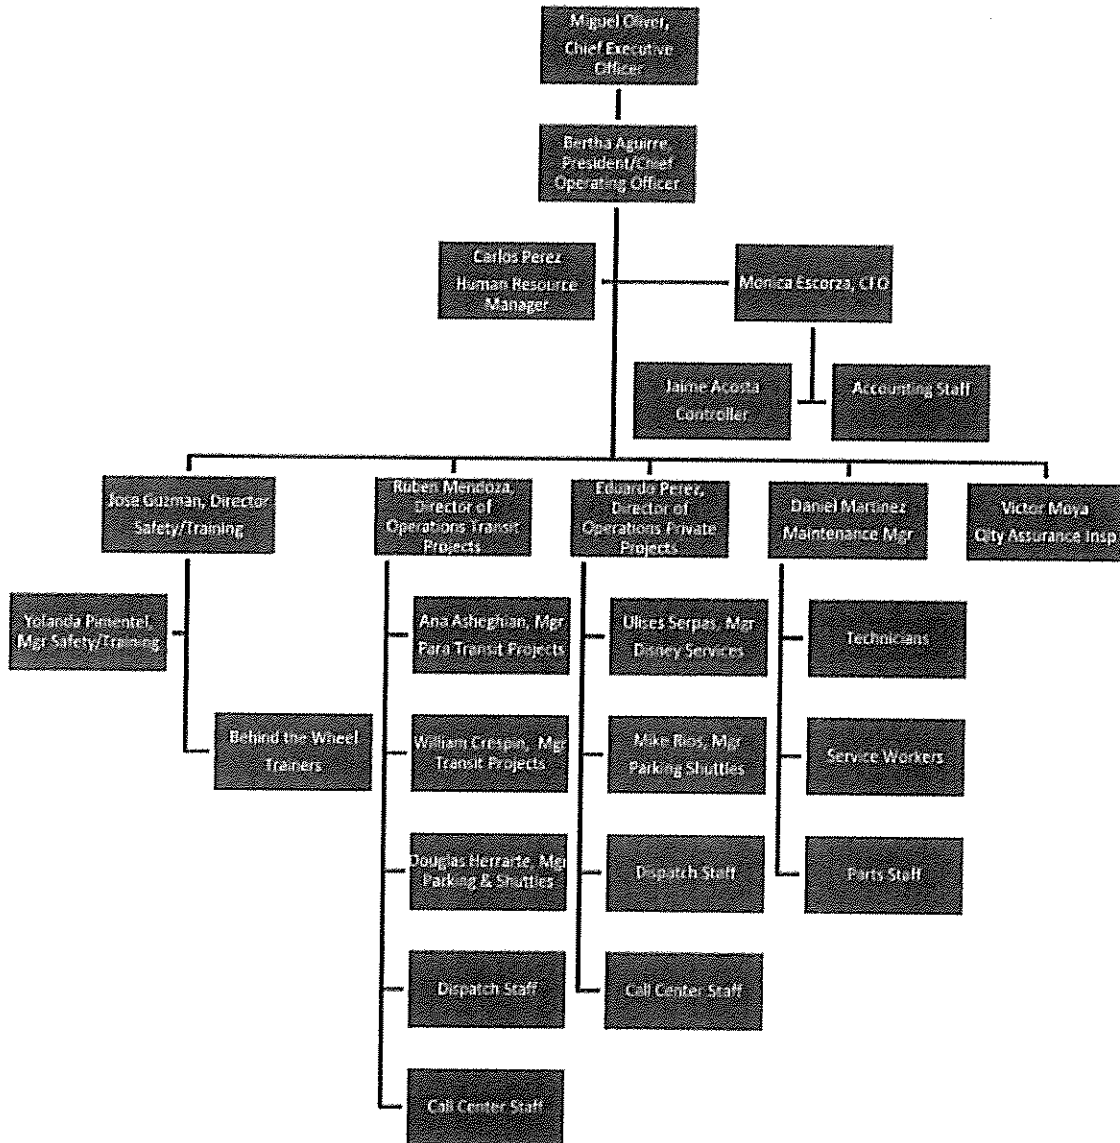 Miguel Oliver,
Chief Executive
Officer
Bertha Aguirre,
President/Chief
Operating Officer
Carlos Perez
Human Resource
Manager
Monica Escorza, CFO
Jaime Acosta
Controller
Accounting Staff
Jose Guzman, Director
Safety/Training
Ruben Mendoza,
Director of
Operations Transit
Projects
Eduardo Perez,
Director of
Operations Private
Projects
Daniel Martinez
Maintenance Mgr
Victor Moya
Qlty Assurance Insp
Yolanda Pimentel,
Mgr Safety/Training
Behind the Wheel
Trainers
Ana Asheghian, Mgr
Para Transit Projects
William Crespin, Mgr
Transit Projects
Douglas Herrarte, Mgr
Parking & Shuttles
Dispatch Staff
Call Center Staff
Ulises Serpas, Mgr
Disney Services
Mike Rios, Mgr
Parking Shuttles
Dispatch Staff
Call Center Staff
Technicians
Service Workers
Parts Staff